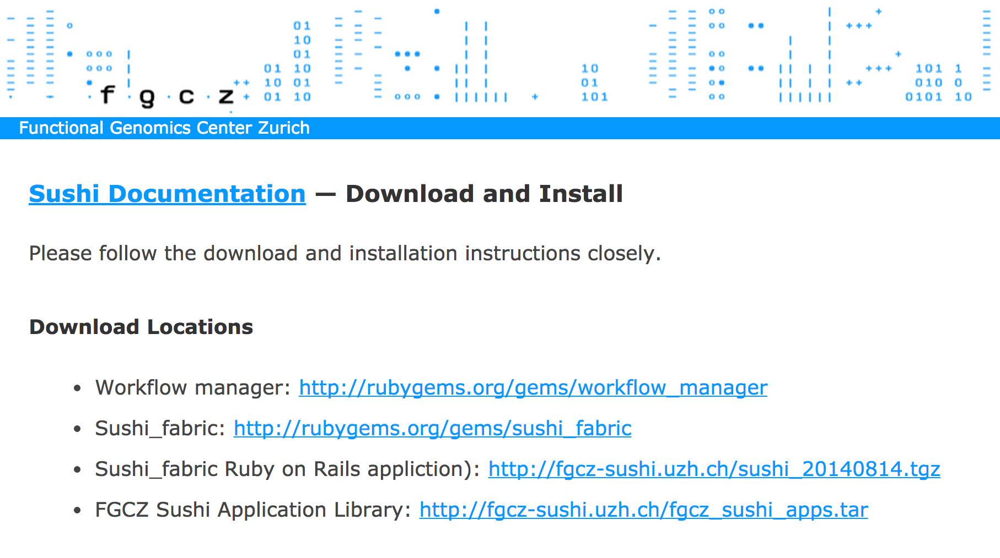 f·g·c·z
Functional Genomics Center Zurich
Sushi Documentation — Download and Install
Please follow the download and installation instructions closely.
Download Locations
• Workflow manager: http://rubygems.org/gems/workflow_manager
• Sushi_fabric: http://rubygems.org/gems/sushi_fabric
• Sushi_fabric Ruby on Rails appliction): http://fgcz-sushi.uzh.ch/sushi_20140814.tgz
• FGCZ Sushi Application Library: http://fgcz-sushi.uzh.ch/fgcz_sushi_apps.tar